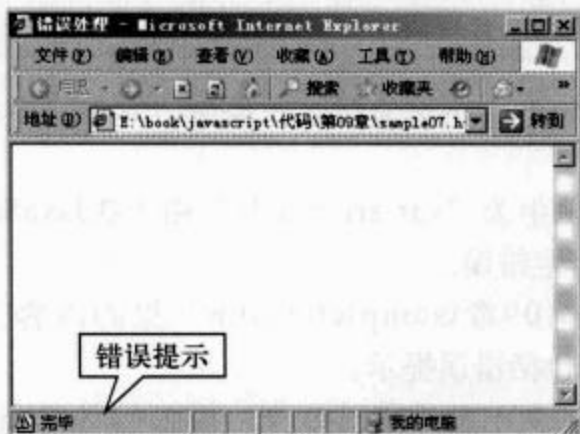 错误处理 - Microsoft Internet Explorer
文件(F) 编辑(E) 查看(V) 收藏(A) 工具(T) 帮助(H)
后退 搜索 收藏夹 »
地址(D) E:\book\javascript\代码\第09章\sample07.h 转到
错误提示
完毕 我的电脑